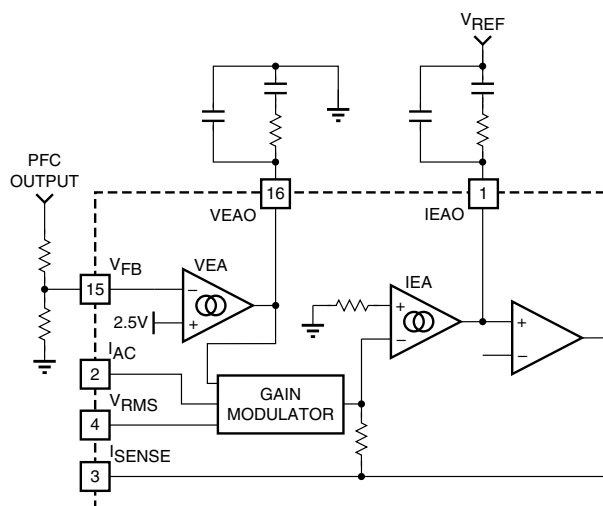 VREF
PFC
OUTPUT
16
VEAO
1
IEAO
VFB
VEA
15
−
+
2.5V
IEA
+
−
+
−
IAC
2
GAIN
MODULATOR
VRMS
4
ISENSE
3